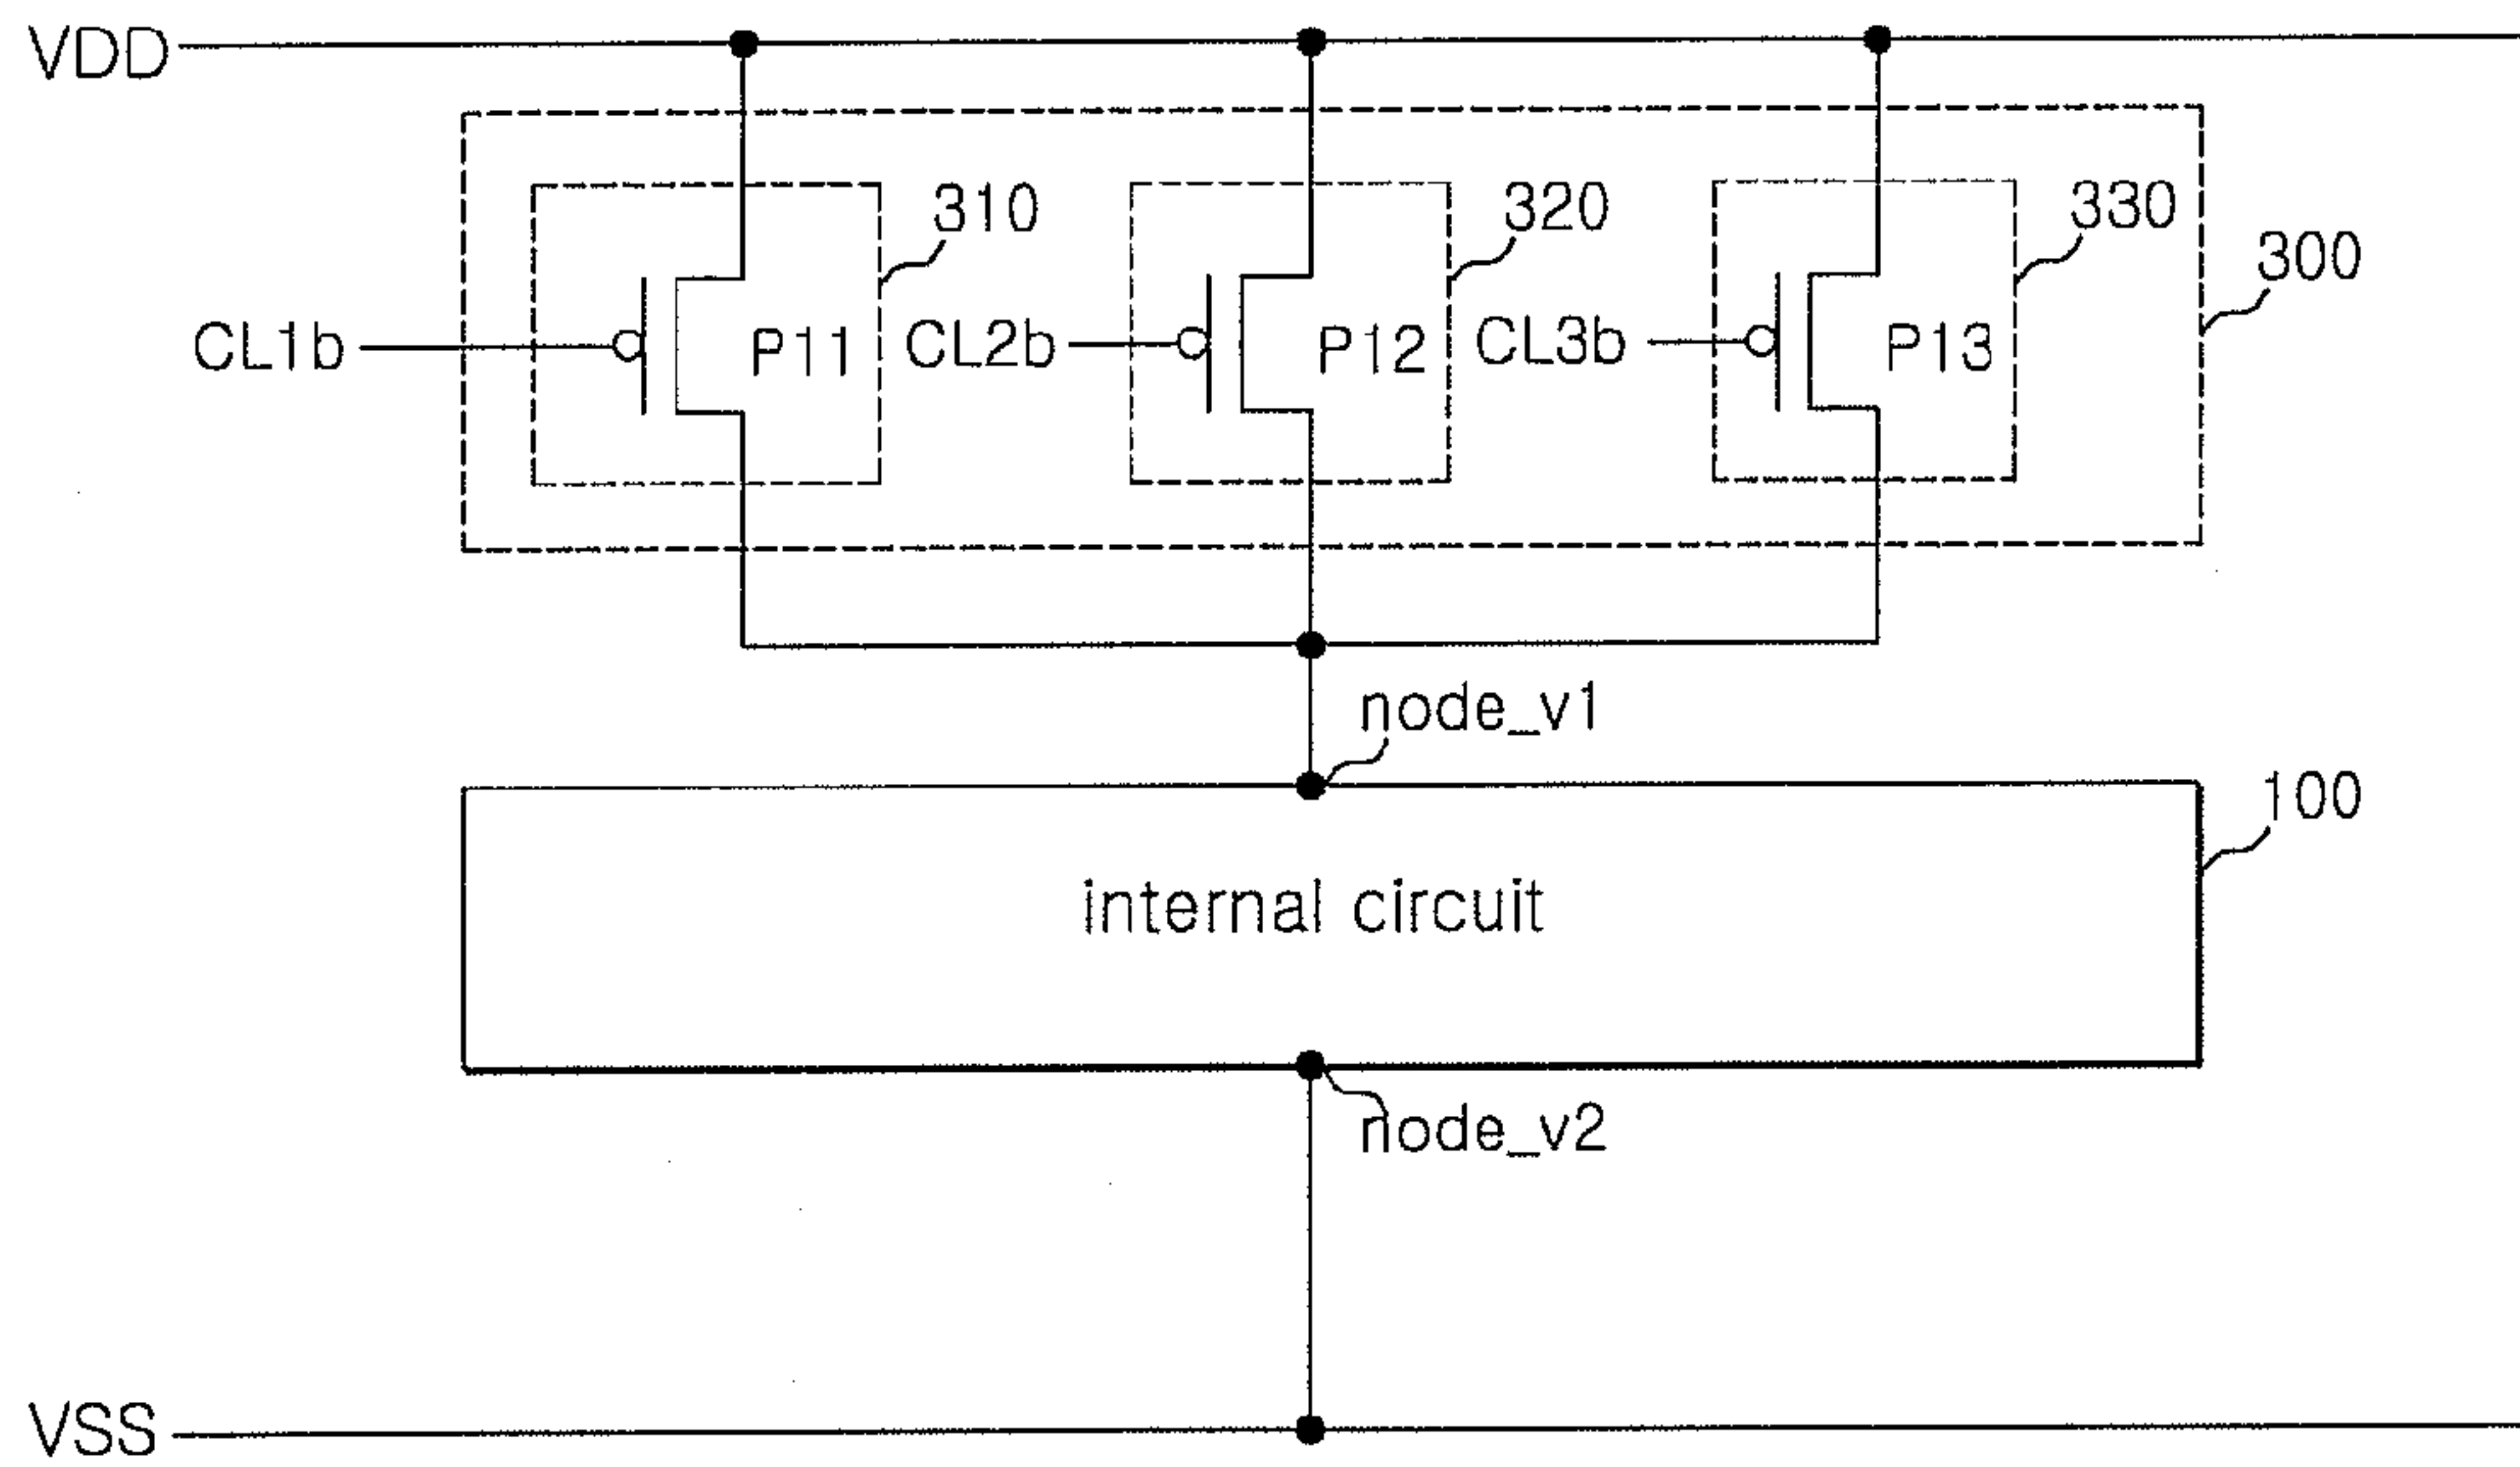 VDD
310
320
330
300
CL1b
P11
CL2b
P12
CL3b
P13
node_v1
100
internal circuit
node_v2
VSS